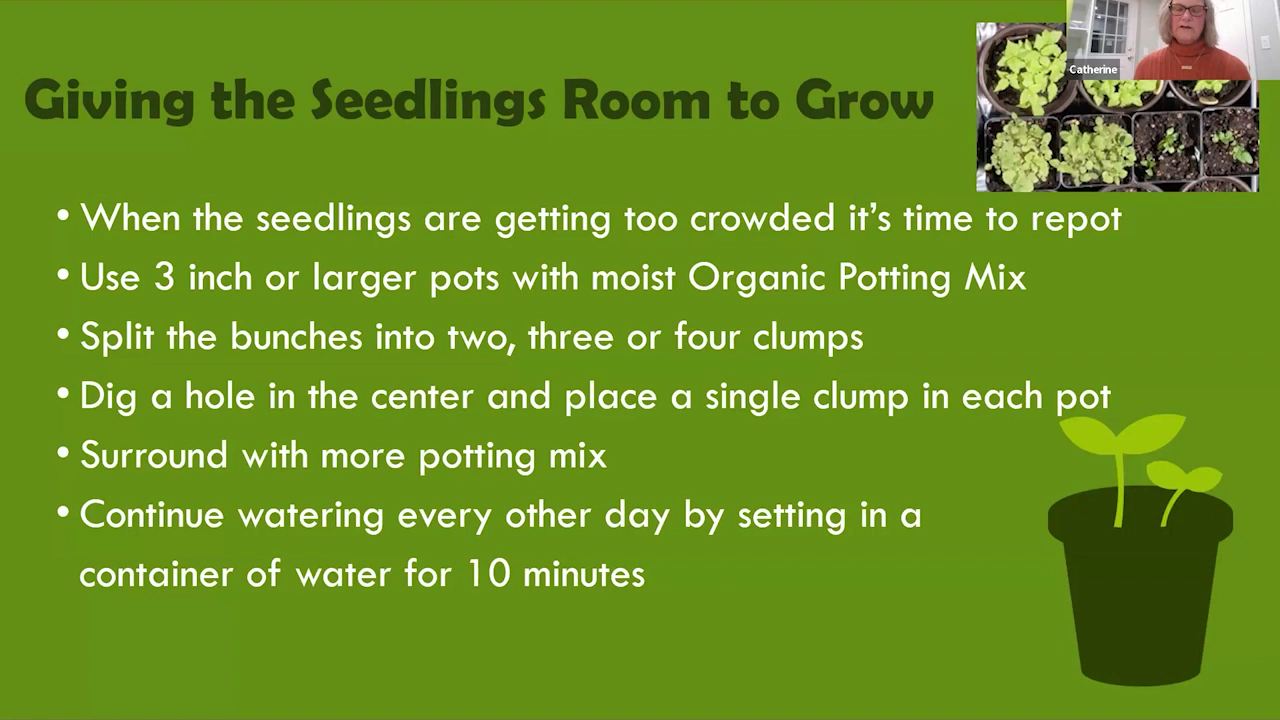 Catherine
Giving the Seedlings Room to Grow
• When the seedlings are getting too crowded it’s time to repot
• Use 3 inch or larger pots with moist Organic Potting Mix
• Split the bunches into two, three or four clumps
• Dig a hole in the center and place a single clump in each pot
• Surround with more potting mix
• Continue watering every other day by setting in a
container of water for 10 minutes